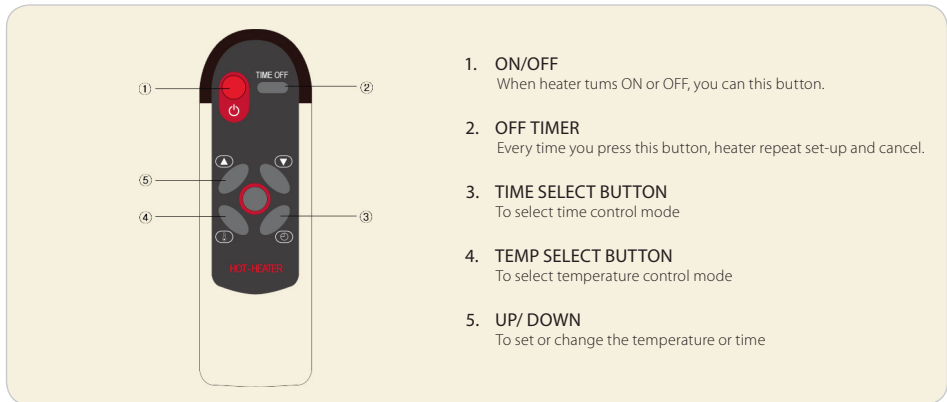 TIME OFF
①
②
⑤
④
③
HOT-HEATER
1. ON/OFF
When heater tums ON or OFF, you can this button.
2. OFF TIMER
Every time you press this button, heater repeat set-up and cancel.
3. TIME SELECT BUTTON
To select time control mode
4. TEMP SELECT BUTTON
To select temperature control mode
5. UP/ DOWN
To set or change the temperature or time